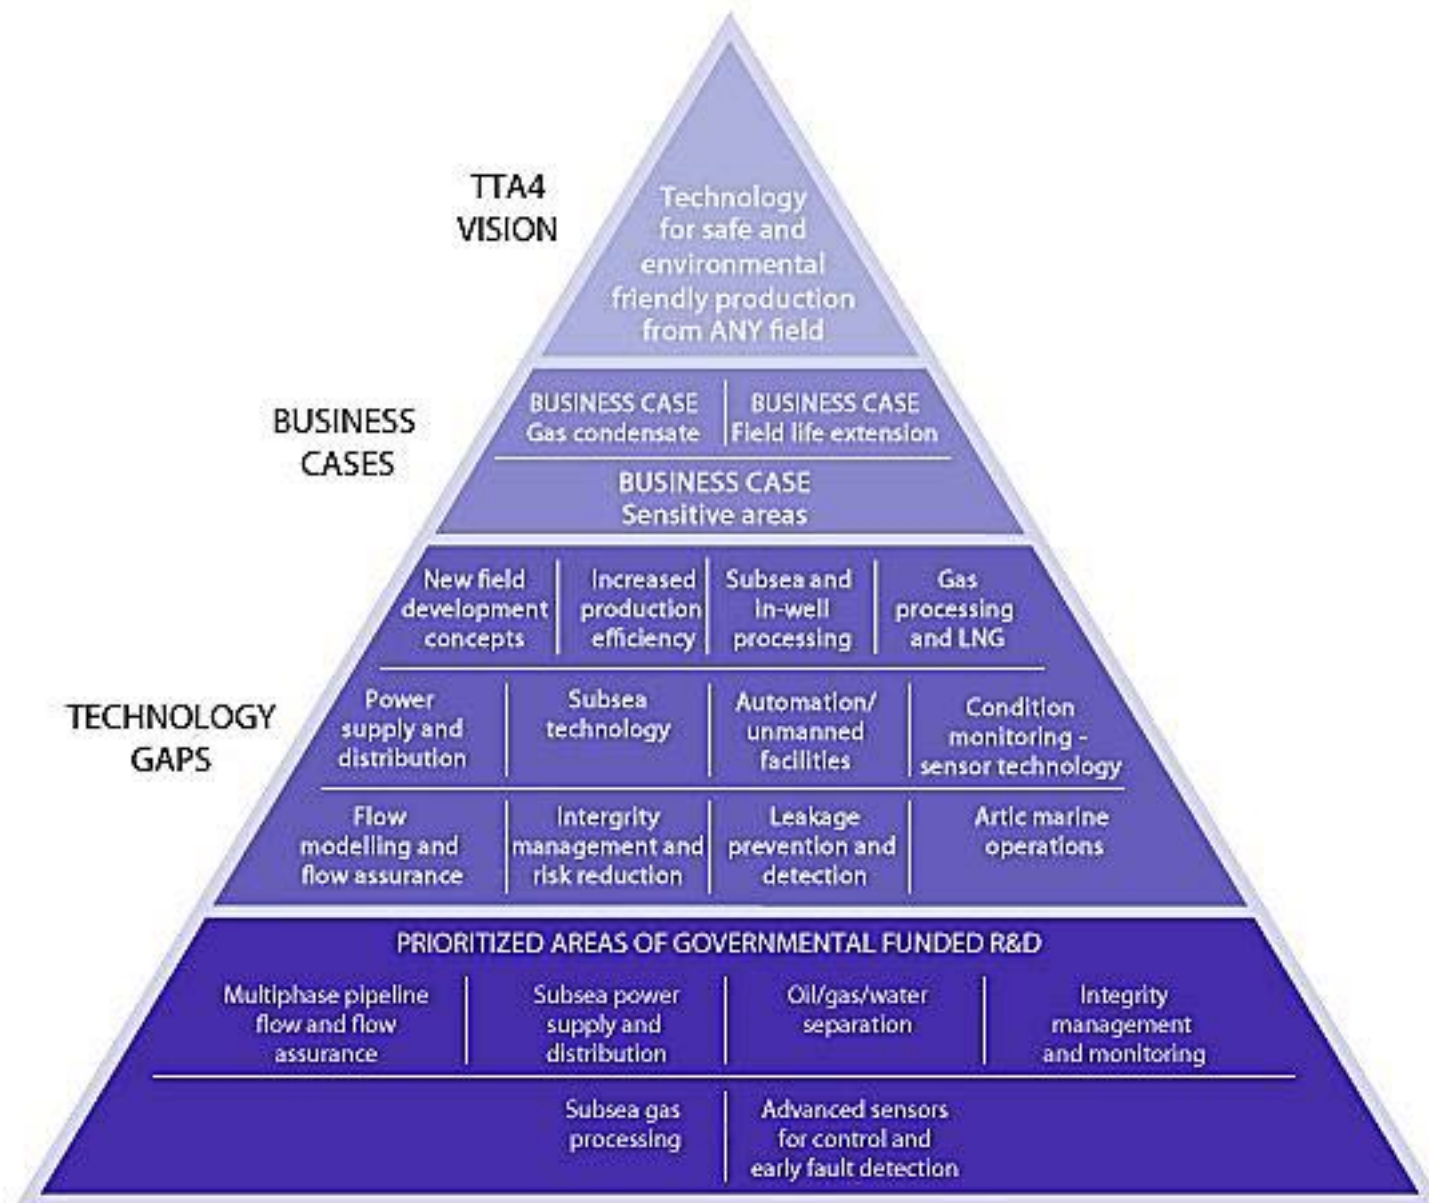 TTA4
VISION
Technology
for safe and
environmental
friendly production
from ANY field
BUSINESS
CASES
BUSINESS CASE
Gas condensate
BUSINESS CASE
Field life extension
BUSINESS CASE
Sensitive areas
TECHNOLOGY
GAPS
New field
development
concepts
Increased
production
efficiency
Subsea and
in-well
processing
Gas
processing
and LNG
Power
supply and
distribution
Subsea
technology
Automation/
unmanned
facilities
Condition
monitoring -
sensor technology
Flow
modelling and
flow assurance
Intergrity
management and
risk reduction
Leakage
prevention and
detection
Artic marine
operations
PRIORITIZED AREAS OF GOVERNMENTAL FUNDED R&D
Multiphase pipeline
flow and flow
assurance
Subsea power
supply and
distribution
Oil/gas/water
separation
Integrity
management
and monitoring
Subsea gas
processing
Advanced sensors
for control and
early fault detection